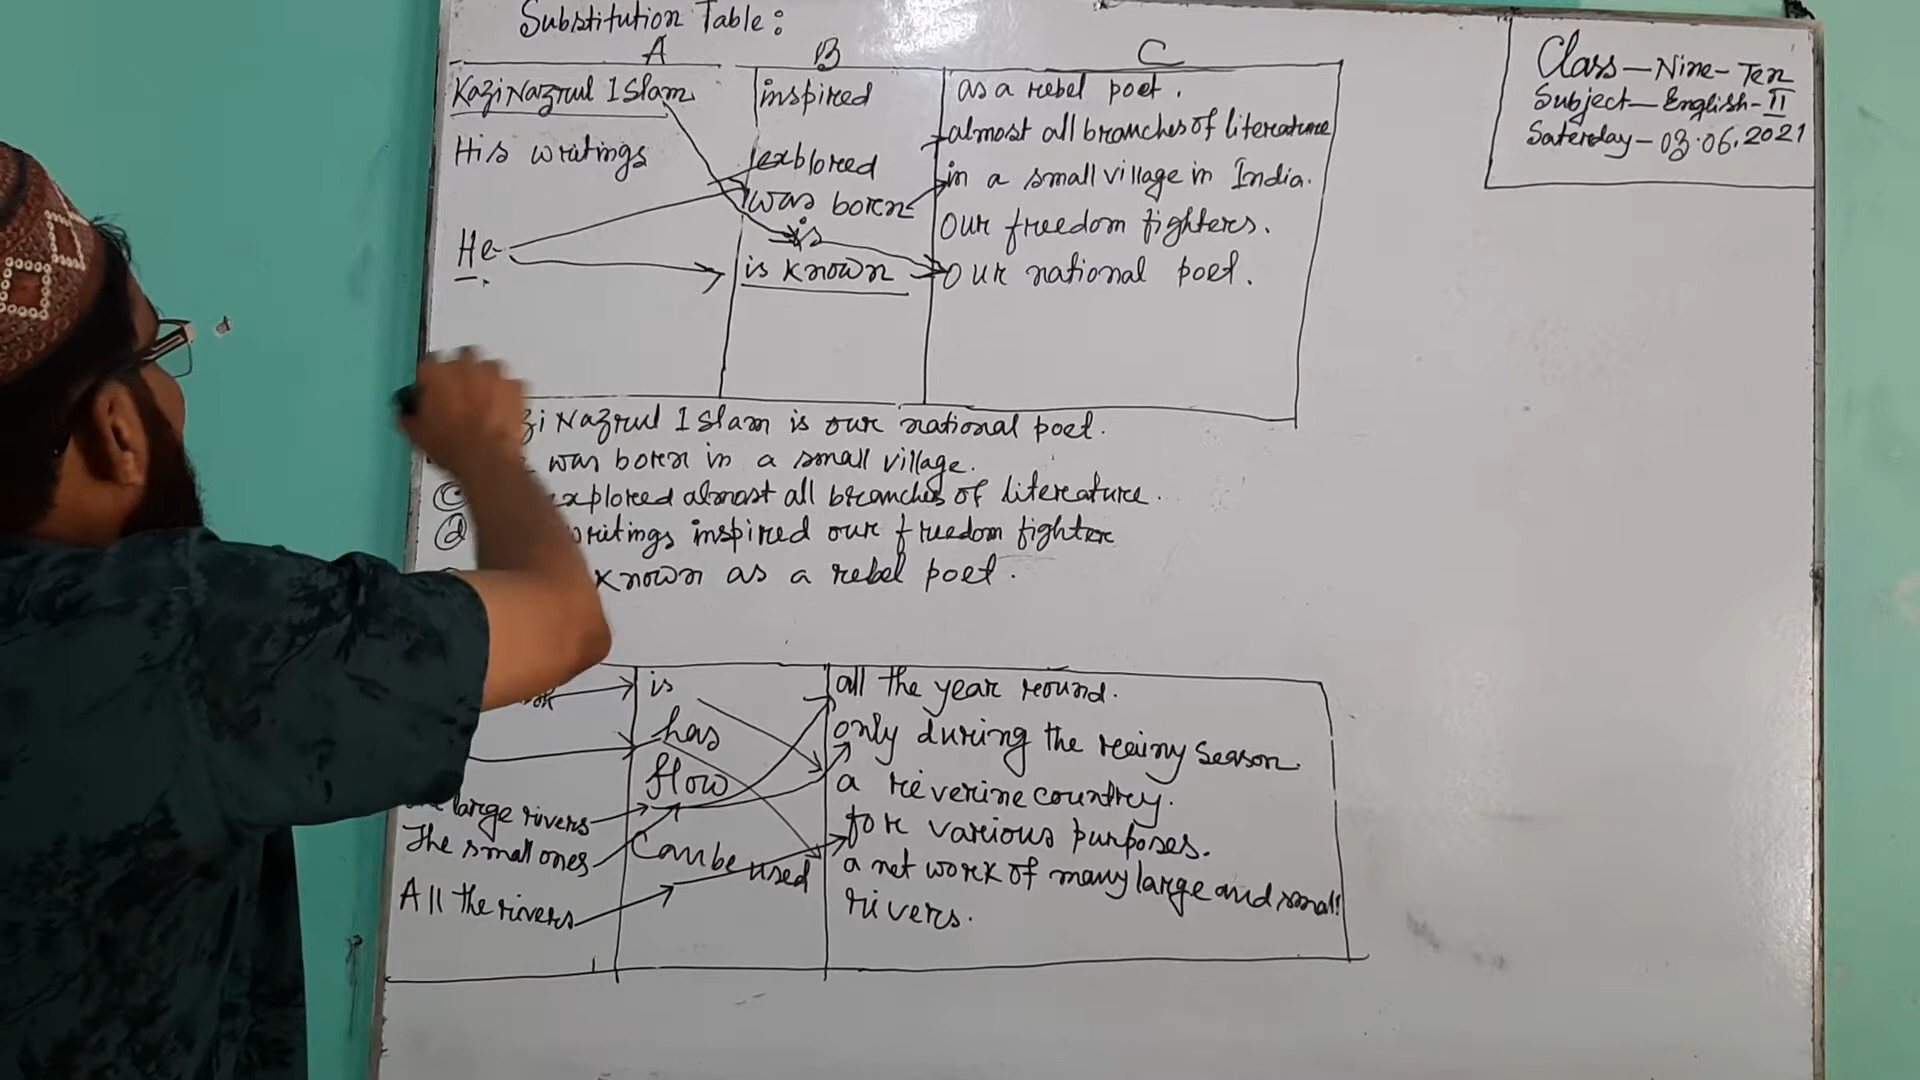 Substitution Table:
A B C
Kazi Nazrul Islam inspired as a rebel poet.
almost all branches of literature
His writings explored
in a small village in India.
was born
our freedom fighters.
He is
is known our national poet.
zi Nazrul Islam is our national poet.
was born in a small village.
(c) explored almost all branches of literature.
(d) writings inspired our freedom fighter
known as a rebel poet.
is all the year round.
has only during the rainy season.
flow a riverine country.
large rivers for various purposes.
The small ones Can be used a net work of many large and small
All the rivers rivers.
Class-Nine-Ten
Subject-English-II
Saterday-03.06.2021